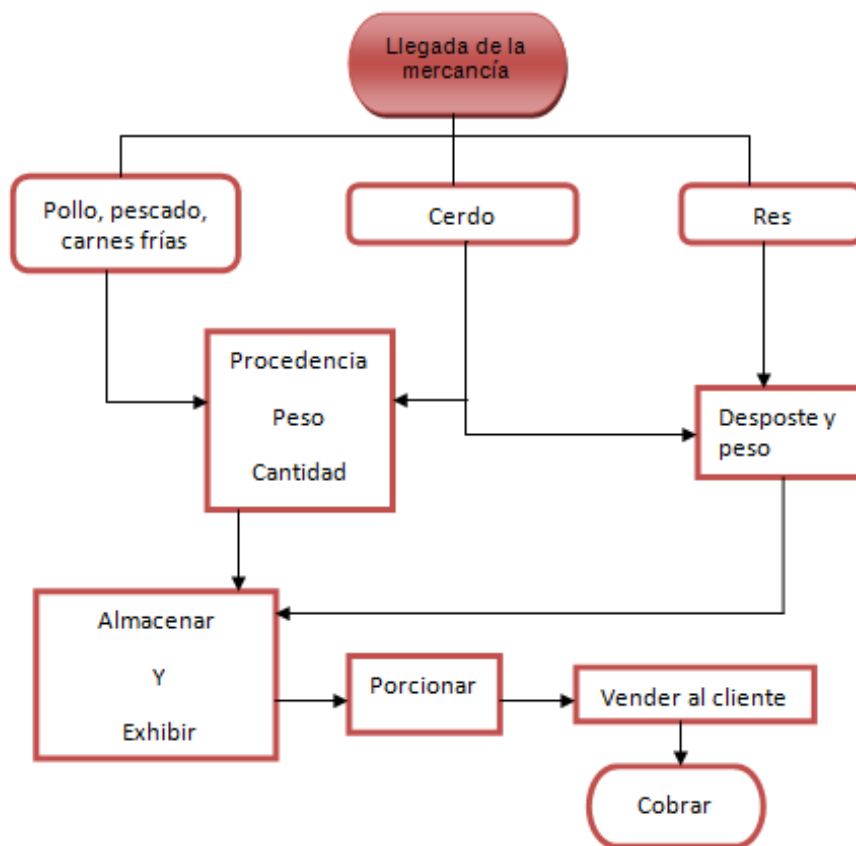 Llegada de la
mercancía
Pollo, pescado,
carnes frías
Cerdo
Res
Procedencia
Peso
Cantidad
Desposte y
peso
Almacenar
Y
Exhibir
Porcionar
Vender al cliente
Cobrar